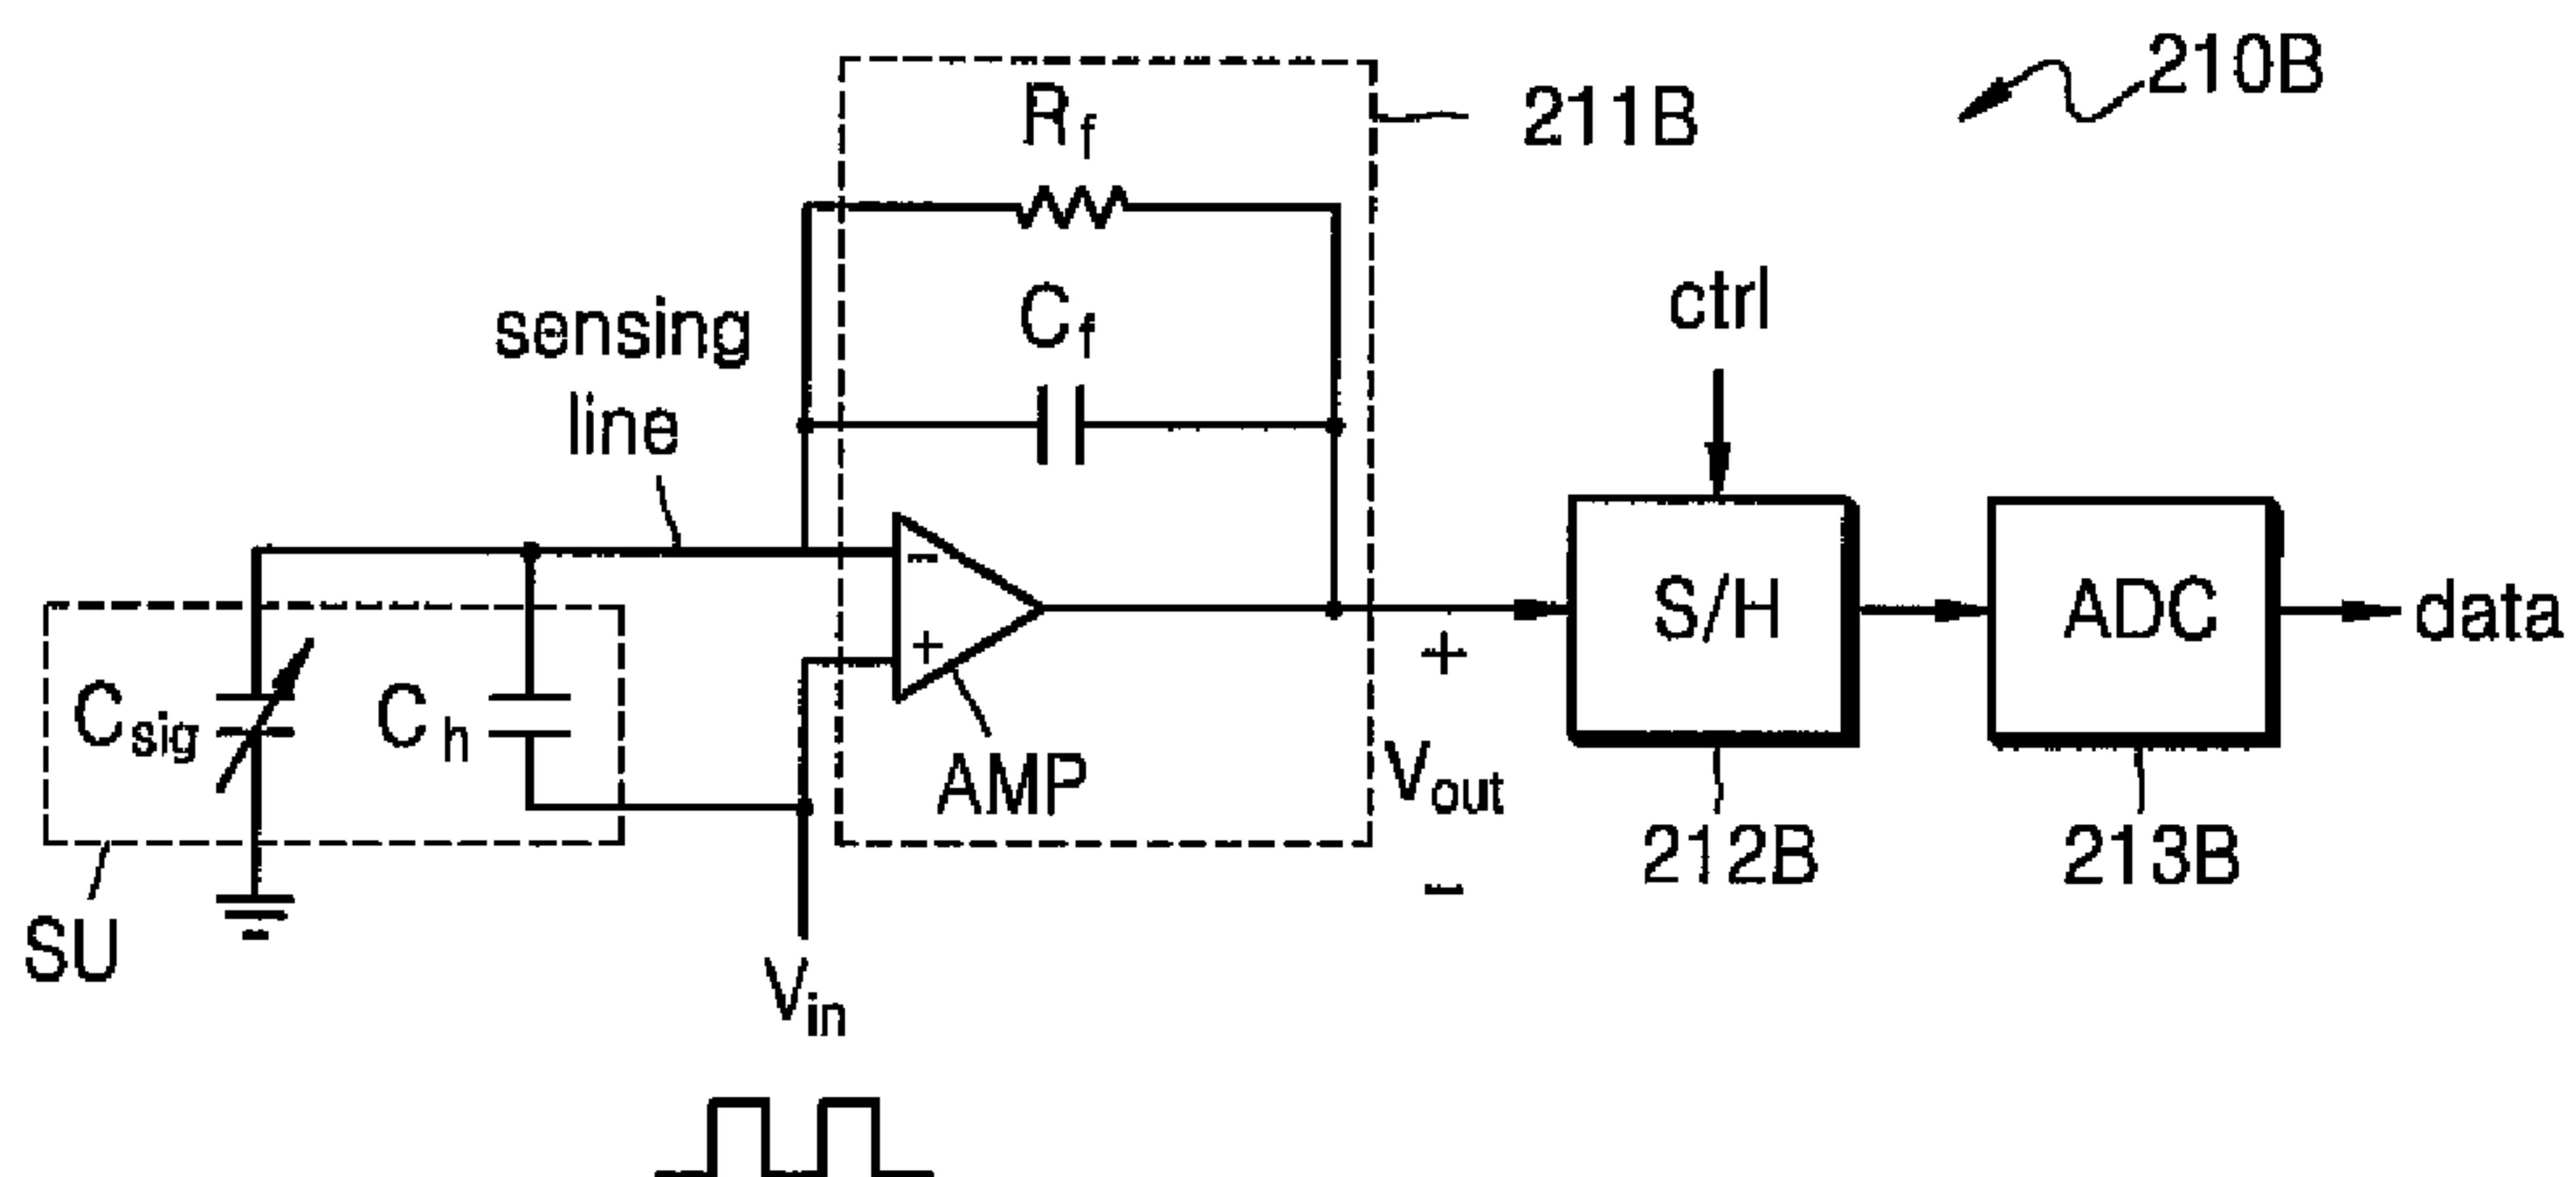 210B
211B
Rf
Cf
sensing
line
ctrl
−
+
S/H
ADC
data
Csig
Ch
AMP
+
Vout
−
212B
213B
SU
Vin